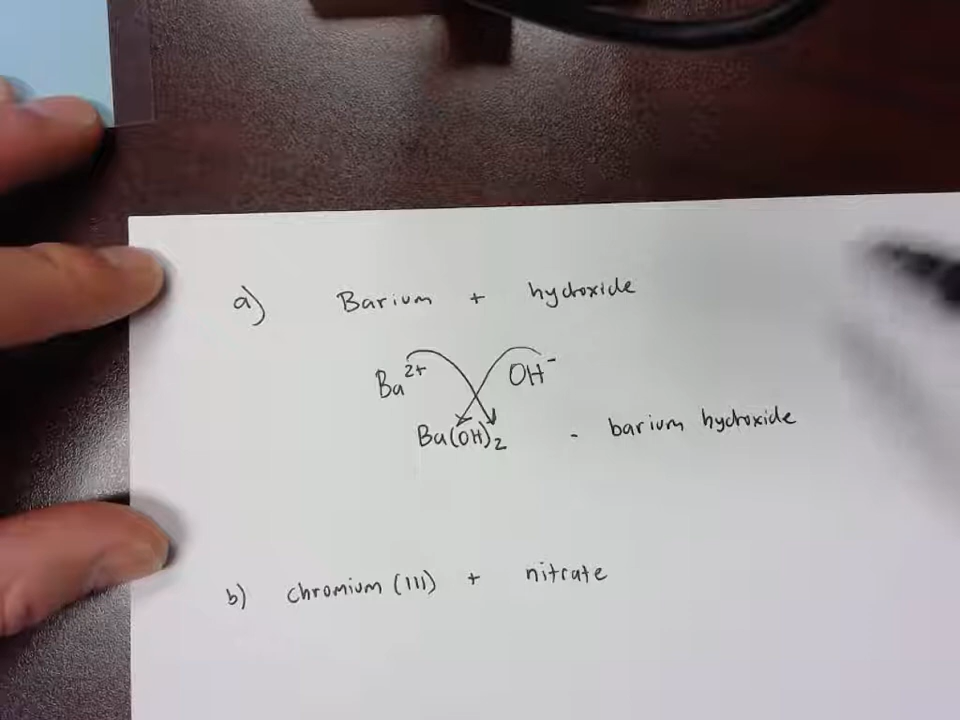 a) Barium + hydroxide
Ba²⁺ OH⁻
Ba(OH)₂ - barium hydroxide
b) chromium (III) + nitrate